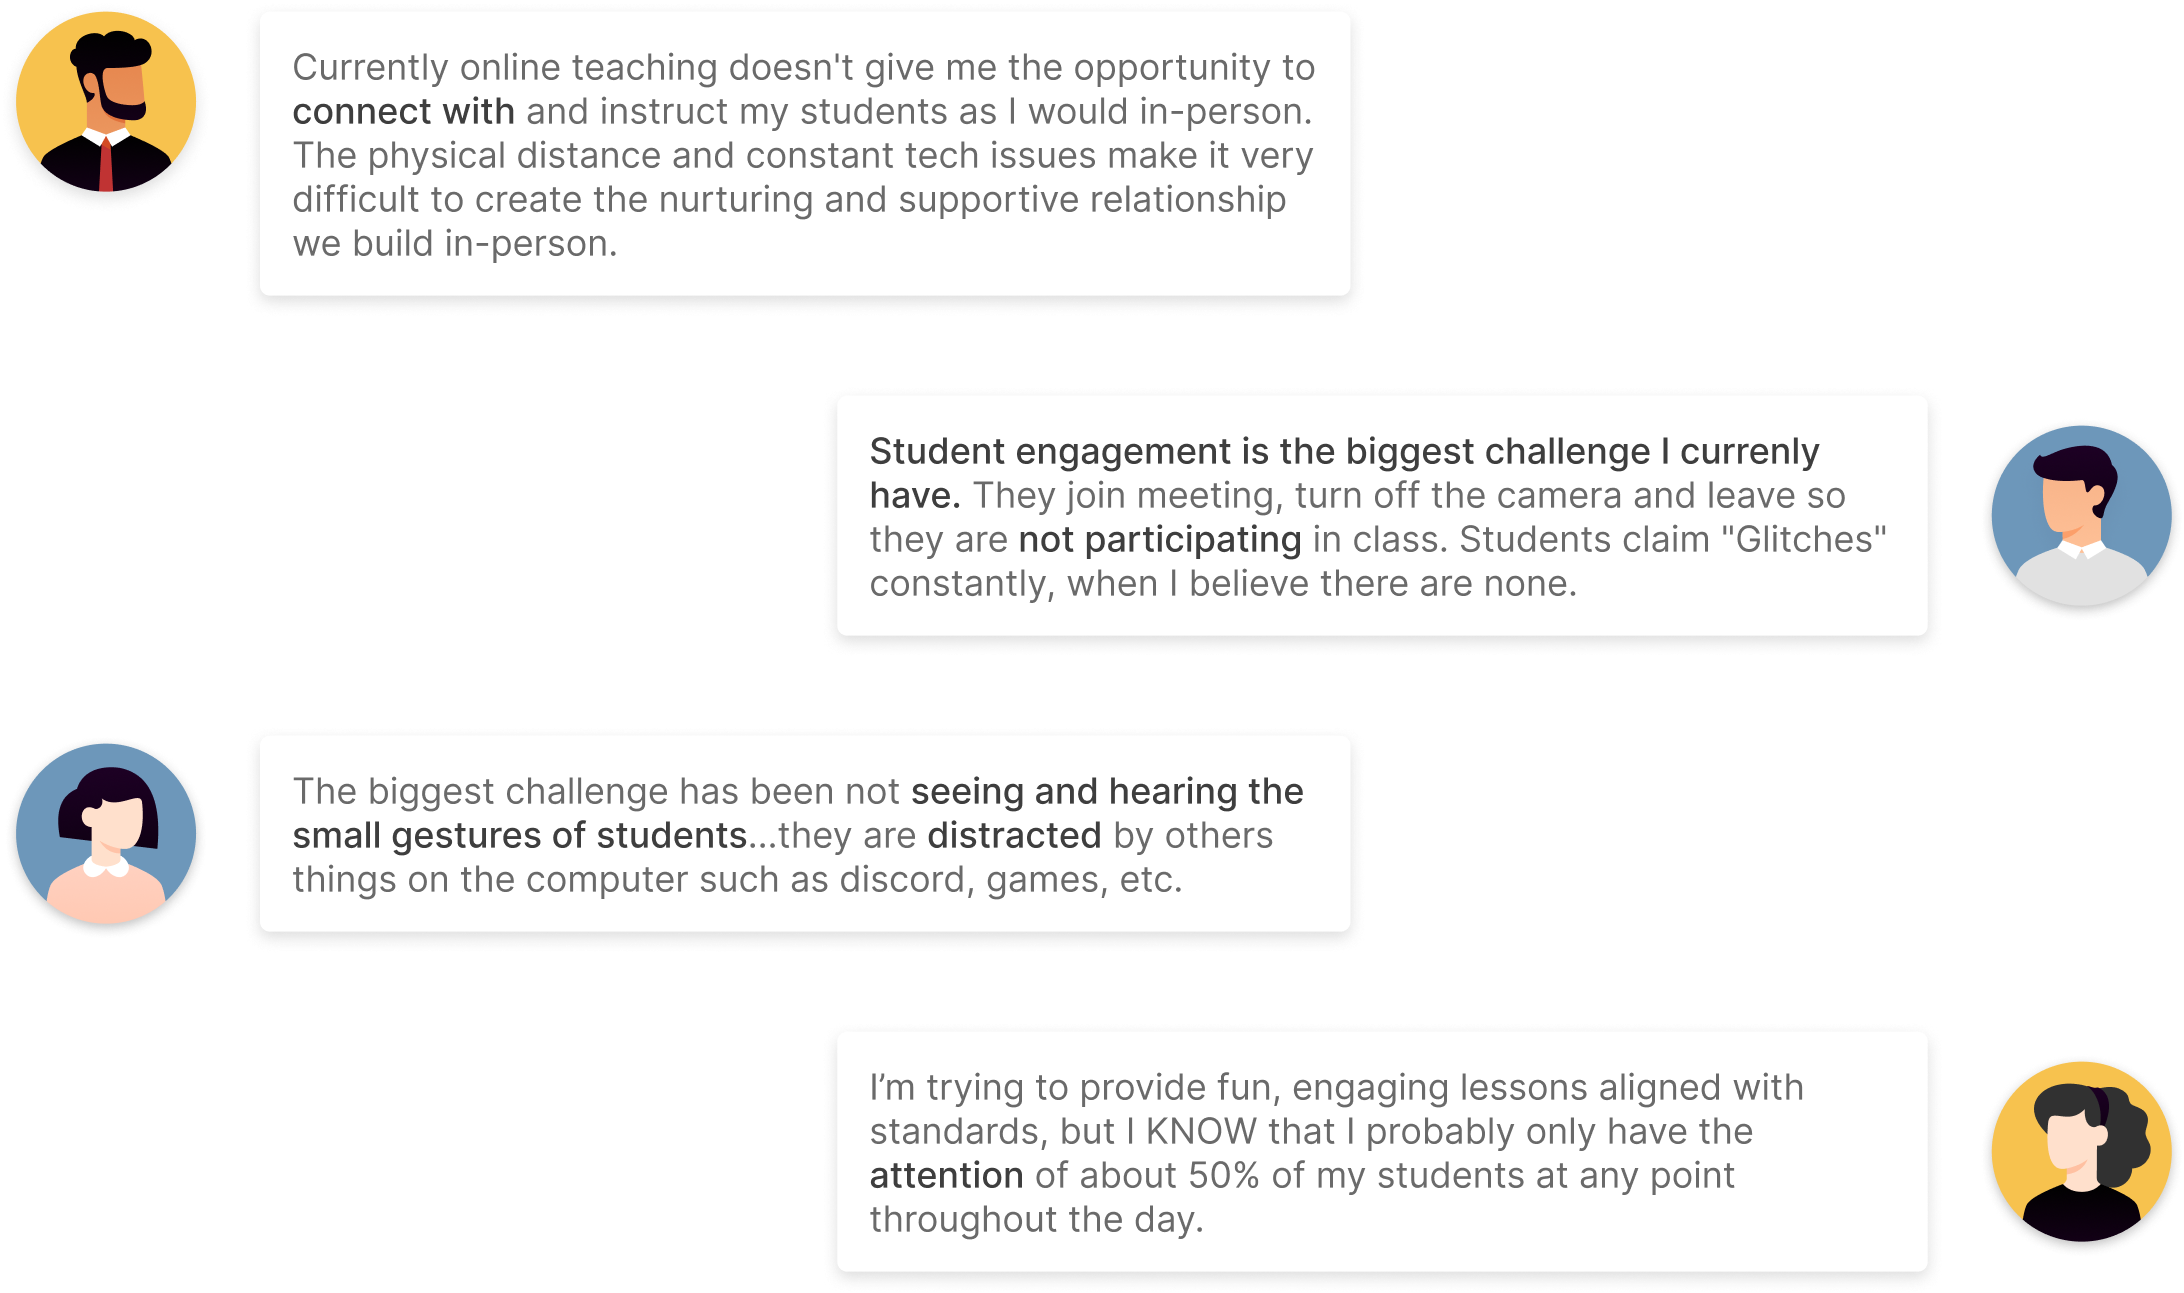 Currently online teaching doesn't give me the opportunity to
connect with and instruct my students as I would in-person.
The physical distance and constant tech issues make it very
difficult to create the nurturing and supportive relationship
we build in-person.
Student engagement is the biggest challenge I currenly
have. They join meeting, turn off the camera and leave so
they are not participating in class. Students claim "Glitches"
constantly, when I believe there are none.
The biggest challenge has been not seeing and hearing the
small gestures of students...they are distracted by others
things on the computer such as discord, games, etc.
I’m trying to provide fun, engaging lessons aligned with
standards, but I KNOW that I probably only have the
attention of about 50% of my students at any point
throughout the day.